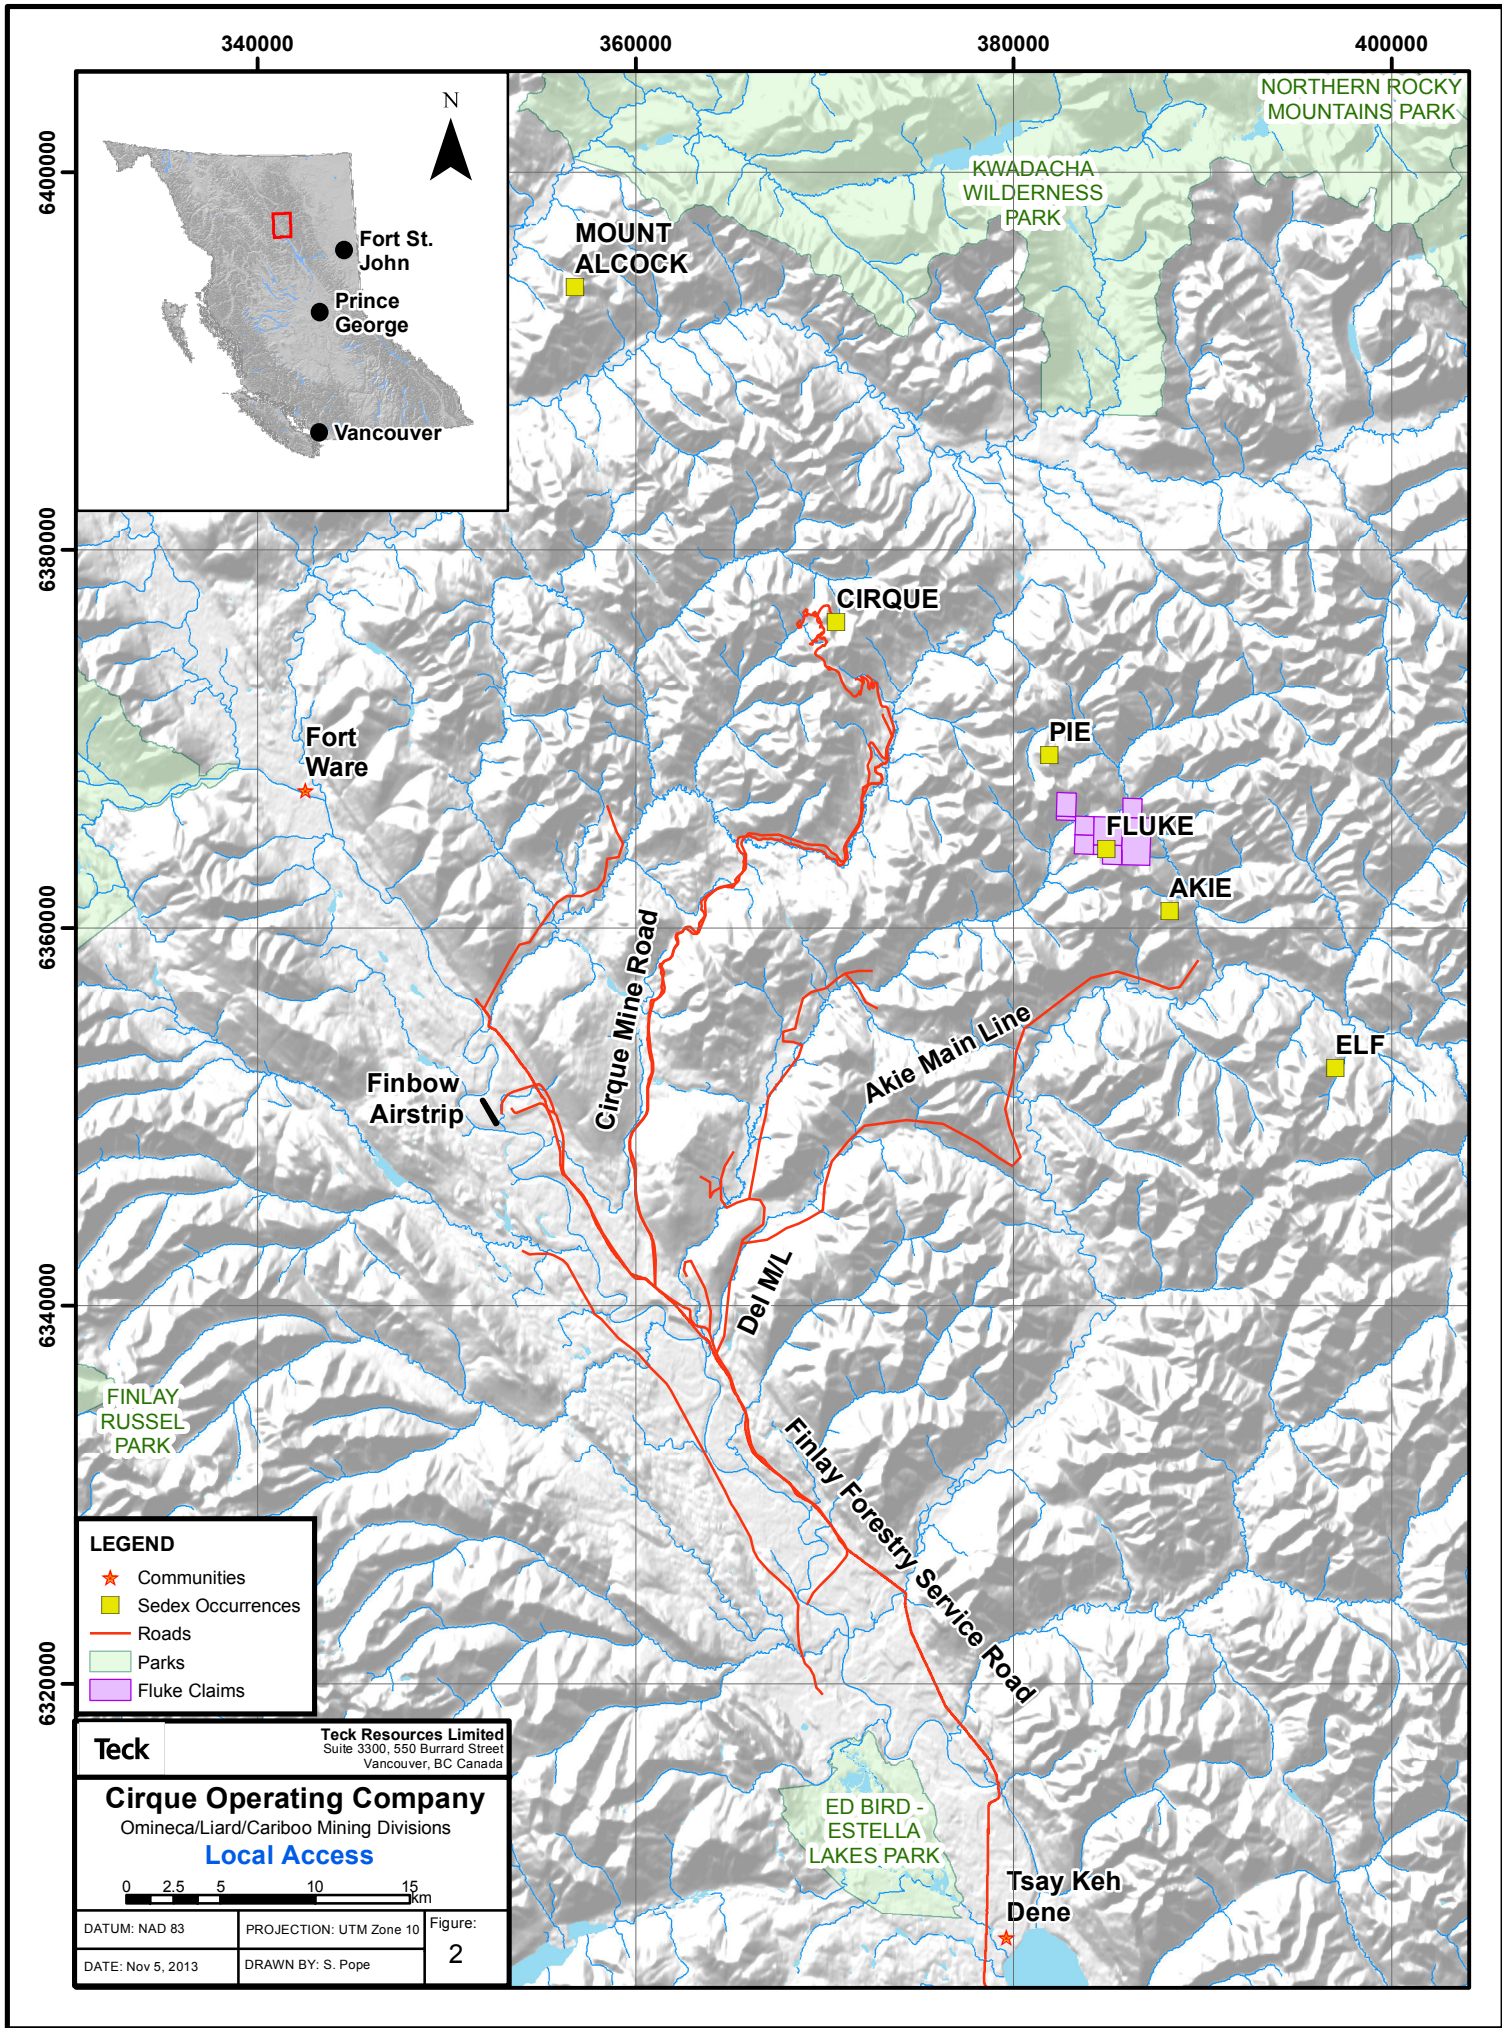 340000
360000
380000
400000
6400000
6380000
6360000
6340000
6320000
N
Fort St.
John
Prince
George
Vancouver
NORTHERN ROCKY
MOUNTAINS PARK
KWADACHA
WILDERNESS
PARK
MOUNT
ALCOCK
CIRQUE
PIE
FLUKE
AKIE
ELF
Fort
Ware
Cirque Mine Road
Akie Main Line
Finbow
Airstrip
Del M/L
Finlay Forestry Service Road
FINLAY
RUSSEL
PARK
ED BIRD -
ESTELLA
LAKES PARK
Tsay Keh
Dene
LEGEND
Communities
Sedex Occurrences
Roads
Parks
Fluke Claims
Teck
Teck Resources Limited
Suite 3300, 550 Burrard Street
Vancouver, BC Canada
Cirque Operating Company
Omineca/Liard/Cariboo Mining Divisions
Local Access
0 2.5 5 10 15
km
DATUM: NAD 83
PROJECTION: UTM Zone 10
Figure:
2
DATE: Nov 5, 2013
DRAWN BY: S. Pope